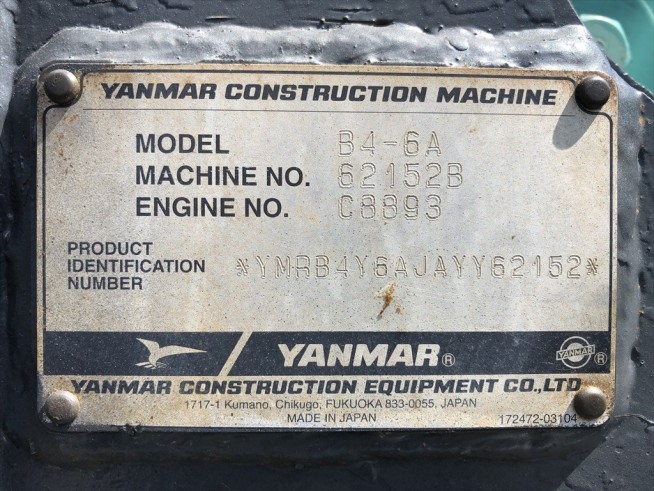 YANMAR CONSTRUCTION MACHINE
MODEL B4-6A
MACHINE NO. 62152B
ENGINE NO. C8893
PRODUCT
IDENTIFICATION
NUMBER
*YMRB4Y6AJAYY62152*
YANMAR®
YANMAR ®
YANMAR CONSTRUCTION EQUIPMENT CO.,LTD
1717-1 Kumano, Chikugo, FUKUOKA 833-0055, JAPAN
MADE IN JAPAN
172472-03104